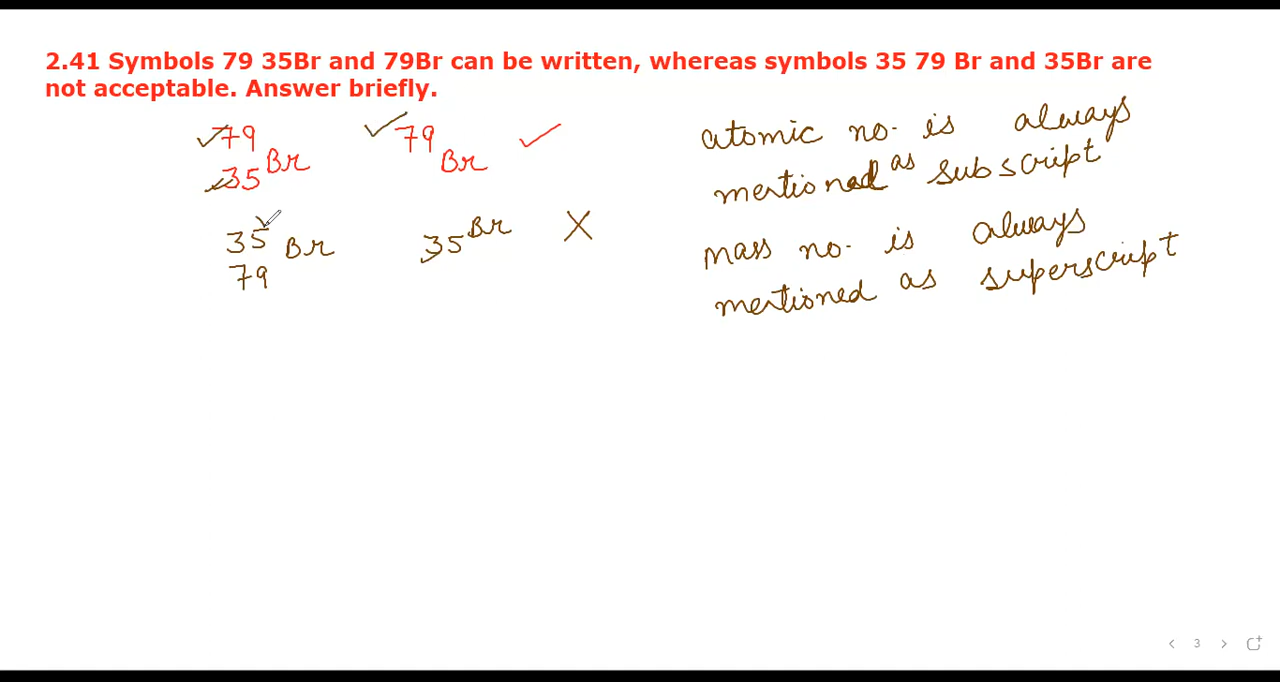 2.41 Symbols 79 35Br and 79Br can be written, whereas symbols 35 79 Br and 35Br are
not acceptable. Answer briefly.
79
35 Br
79
Br
35
79 Br
35 Br X
atomic no. is always
mentioned as subscript
mass no. is always
mentioned as superscript
3